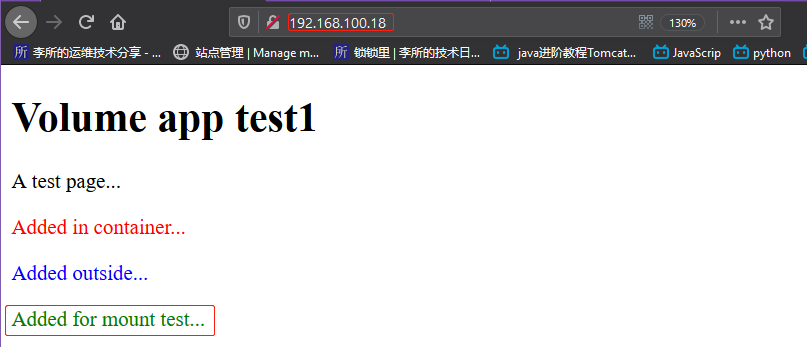 192.168.100.18
130%
所 李所的运维技术分享 - ...
站点管理 | Manage m...
所 锁锁里 | 李所的技术日...
java进阶教程Tomcat...
JavaScrip
python
Volume app test1
A test page...
Added in container...
Added outside...
Added for mount test...